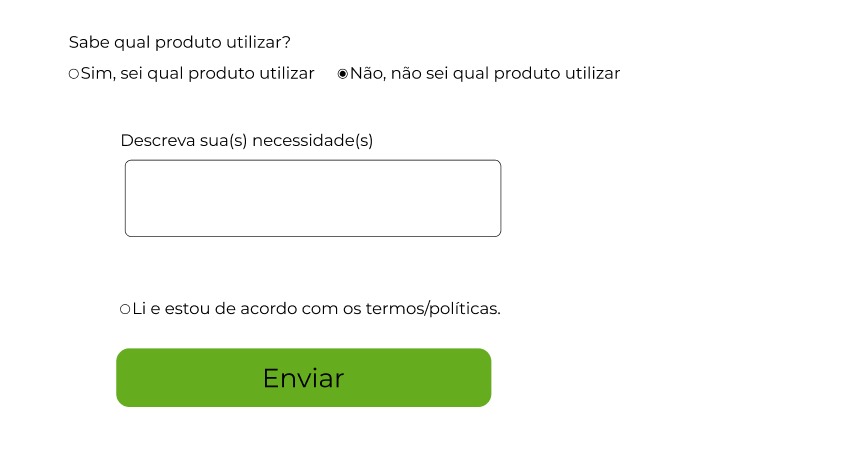 Sabe qual produto utilizar?
Sim, sei qual produto utilizar Não, não sei qual produto utilizar
Descreva sua(s) necessidade(s)
Li e estou de acordo com os termos/políticas.
Enviar